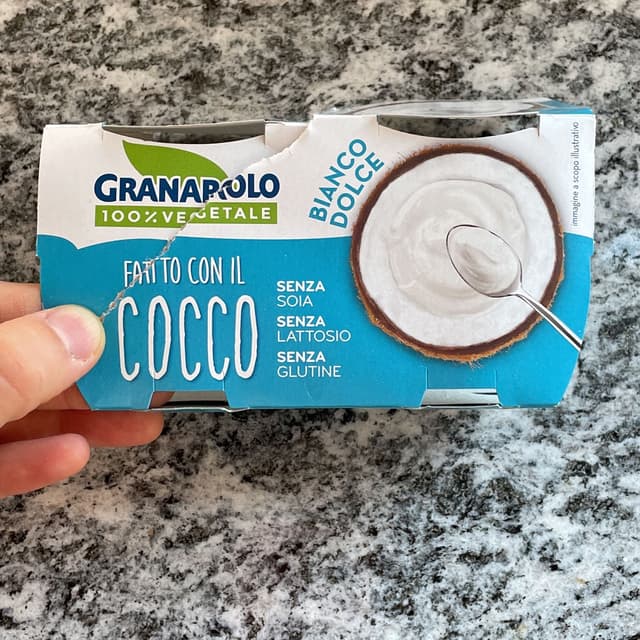 GRANAROLO
100% VEGETALE
BIANCO
DOLCE
immagine a scopo illustrativo
FATTO CON IL
COCCO
SENZA
SOIA
SENZA
LATTOSIO
SENZA
GLUTINE